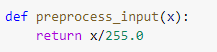 def preprocess_input(x):
    return x/255.0